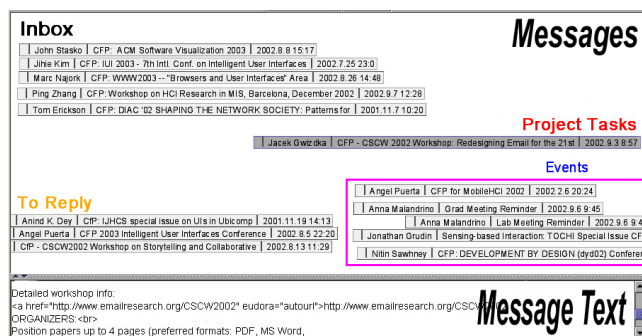 Inbox
Messages
John Stasko | CFP: ACM Software Visualization 2003 | 2002.8.8 15:17
Jihie Kim | CFP: IUI 2003 - 7th Intl. Conf. on Intelligent User Interfaces | 2002.7.25 23:0
Marc Najork | CFP: WWW2003 -- "Browsers and User Interfaces" Area | 2002.8.26 14:48
Ping Zhang | CFP: Workshop on HCI Research in MIS, Barcelona, December 2002 | 2002.9.7 12:28
Tom Erickson | CFP: DIAC '02 SHAPING THE NETWORK SOCIETY: Patterns for | 2001.11.7 10:20
Project Tasks
Jacek Gwizdka | CFP - CSCW 2002 Workshop: Redesigning Email for the 21st | 2002.9.3 8:57
Events
Angel Puerta | CFP for MobileHCI 2002 | 2002.2.6 20:24
Anna Malandrino | Grad Meeting Reminder | 2002.9.6 9:45
Anna Malandrino | Lab Meeting Reminder | 2002.9.6 9:4
Jonathan Grudin | Sensing-based Interaction: TOCHI Special Issue CF
Nitin Sawhney | CFP: DEVELOPMENT BY DESIGN (dyd02) Conferen
To Reply
Anind K. Dey | CfP: IJHCS special issue on UIs in Ubicomp | 2001.11.19 14:13
Angel Puerta | CFP 2003 Intelligent User Interfaces Conference | 2002.8.5 22:20
CfP - CSCW2002 Workshop on Storytelling and Collaborative | 2002.8.13 11:29
Message Text
Detailed workshop info:
<a href="http://www.emailresearch.org/CSCW2002" eudora="autourl">http://www.emailresearch.org/CSCW
ORGANIZERS:<br>
Position papers up to 4 pages (preferred formats: PDF, MS Word,